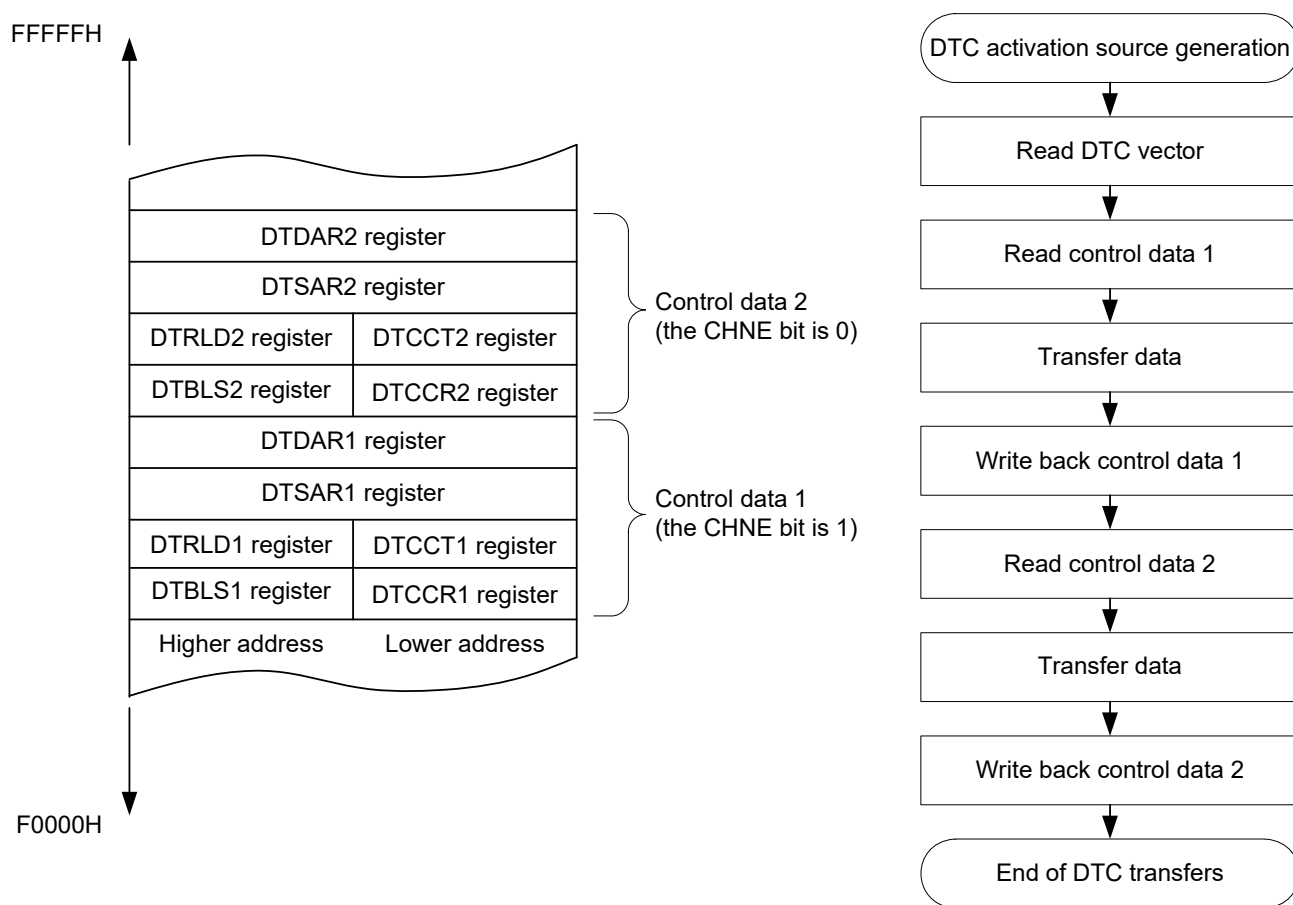 FFFFFH
DTDAR2 register
DTSAR2 register
DTRLD2 register
DTCCT2 register
DTBLS2 register
DTCCR2 register
DTDAR1 register
DTSAR1 register
DTRLD1 register
DTCCT1 register
DTBLS1 register
DTCCR1 register
Higher address
Lower address
F0000H
Control data 2
(the CHNE bit is 0)
Control data 1
(the CHNE bit is 1)
DTC activation source generation
Read DTC vector
Read control data 1
Transfer data
Write back control data 1
Read control data 2
Transfer data
Write back control data 2
End of DTC transfers